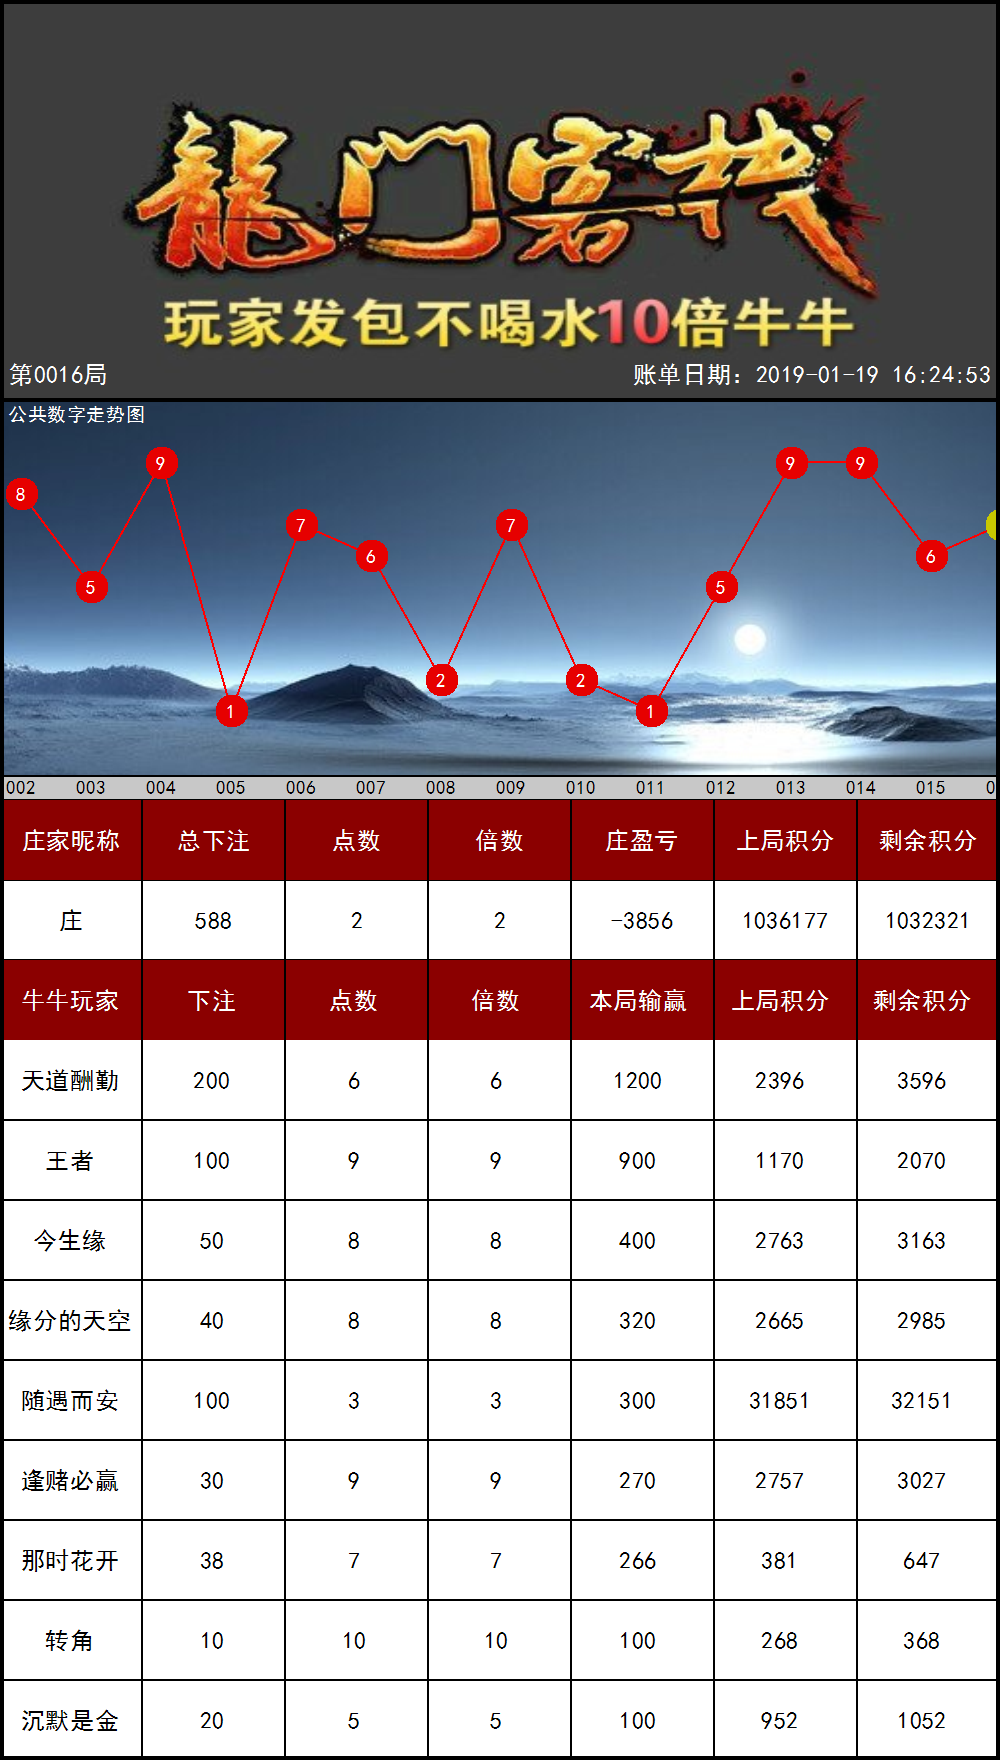 龍门客栈
玩家发包不喝水10倍牛牛
第0016局 账单日期：2019-01-19 16:24:53
公共数字走势图
8 5 9 1 7 6 2 7 2 1 5 9 9 6
002 003 004 005 006 007 008 009 010 011 012 013 014 015 0
庄家昵称 总下注 点数 倍数 庄盈亏 上局积分 剩余积分
庄 588 2 2 -3856 1036177 1032321
牛牛玩家 下注 点数 倍数 本局输赢 上局积分 剩余积分
天道酬勤 200 6 6 1200 2396 3596
王者 100 9 9 900 1170 2070
今生缘 50 8 8 400 2763 3163
缘分的天空 40 8 8 320 2665 2985
随遇而安 100 3 3 300 31851 32151
逢赌必赢 30 9 9 270 2757 3027
那时花开 38 7 7 266 381 647
转角 10 10 10 100 268 368
沉默是金 20 5 5 100 952 1052